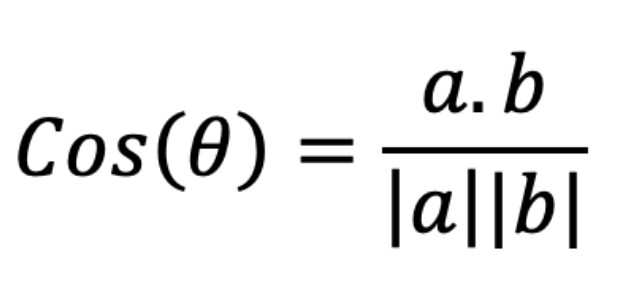 Cos(θ) = a.b / |a||b|